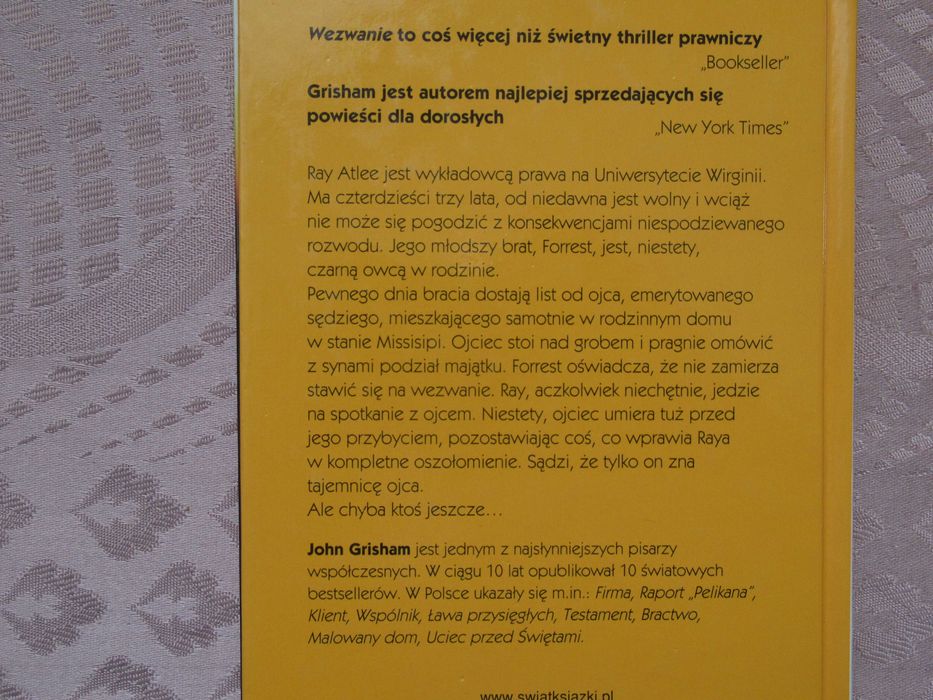 Wezwanie to coś więcej niż świetny thriller prawniczy
„Bookseller”
Grisham jest autorem najlepiej sprzedających się
powieści dla dorosłych
„New York Times”
Ray Atlee jest wykładowcą prawa na Uniwersytecie Wirginii.
Ma czterdzieści trzy lata, od niedawna jest wolny i wciąż
nie może się pogodzić z konsekwencjami niespodziewanego
rozwodu. Jego młodszy brat, Forrest, jest, niestety,
czarną owcą w rodzinie.
Pewnego dnia bracia dostają list od ojca, emerytowanego
sędziego, mieszkającego samotnie w rodzinnym domu
w stanie Missisipi. Ojciec stoi nad grobem i pragnie omówić
z synami podział majątku. Forrest oświadcza, że nie zamierza
stawić się na wezwanie. Ray, aczkolwiek niechętnie, jedzie
na spotkanie z ojcem. Niestety, ojciec umiera tuż przed
jego przybyciem, pozostawiając coś, co wprawia Raya
w kompletne oszołomienie. Sądzi, że tylko on zna
tajemnicę ojca.
Ale chyba ktoś jeszcze...
John Grisham jest jednym z najsłynniejszych pisarzy
współczesnych. W ciągu 10 lat opublikował 10 światowych
bestsellerów. W Polsce ukazały się m.in.: Firma, Raport „Pelikana”,
Klient, Wspólnik, Ława przysięgłych, Testament, Bractwo,
Malowany dom, Uciec przed Świętami.
www.swiatksiazki.pl